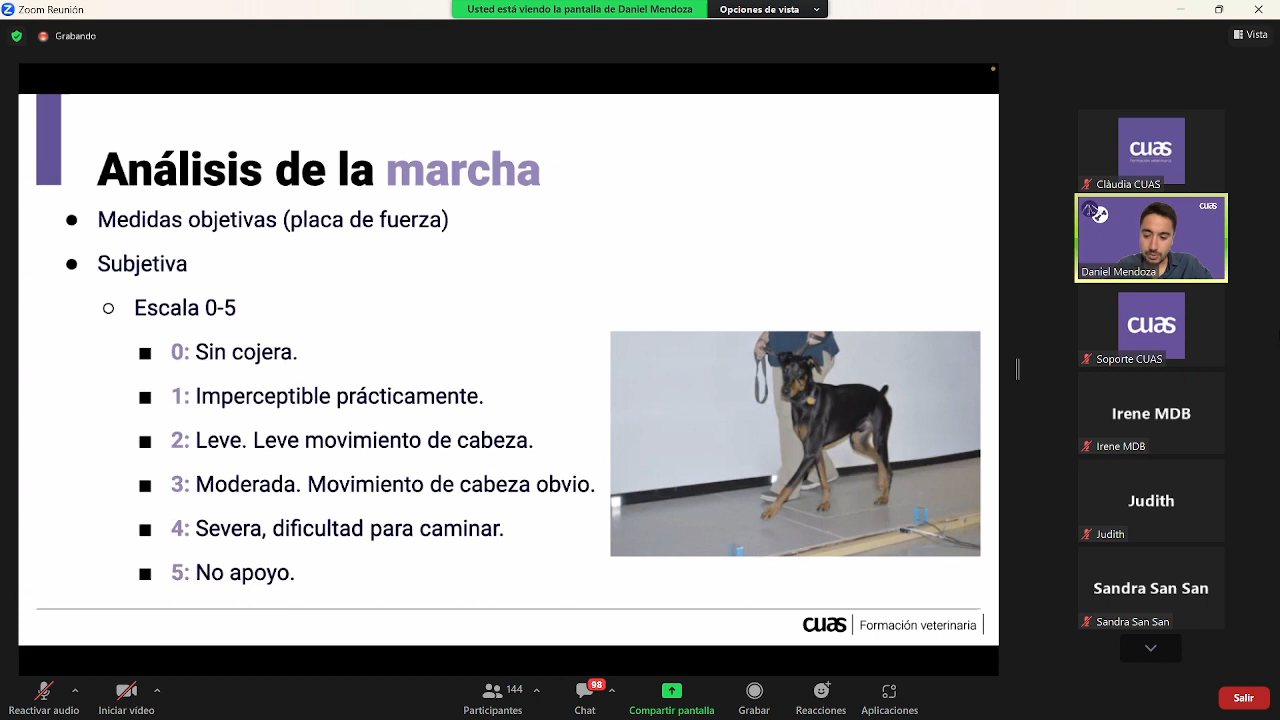 Zoom Reunión
Usted está viendo la pantalla de Daniel Mendoza
Opciones de vista
Grabando
Vista
Análisis de la marcha
● Medidas objetivas (placa de fuerza)
● Subjetiva
○ Escala 0-5
■ 0: Sin cojera.
■ 1: Imperceptible prácticamente.
■ 2: Leve. Leve movimiento de cabeza.
■ 3: Moderada. Movimiento de cabeza obvio.
■ 4: Severa, dificultad para caminar.
■ 5: No apoyo.
cuas | Formación veterinaria
cuas
Formación veterinaria
Clàudia CUAS
cuas
Daniel Mendoza
cuas
Soporte CUAS
Irene MDB
Irene MDB
Judith
Judith
Sandra San San
Sandra San San
Reactivar audio
Iniciar vídeo
144
Participantes
98
Chat
Compartir pantalla
Grabar
Reacciones
Aplicaciones
Salir